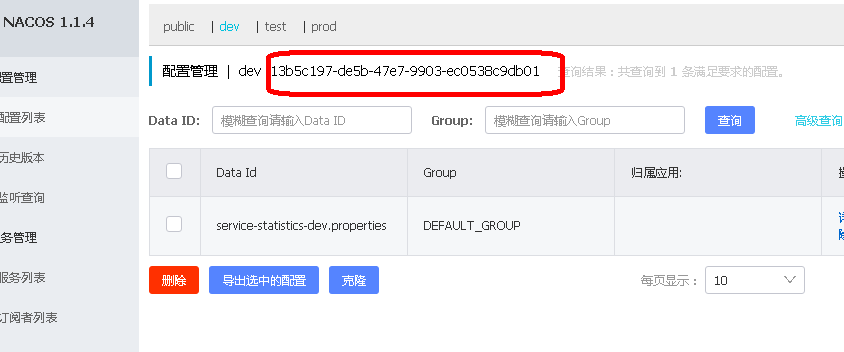 NACOS 1.1.4
public | dev | test | prod
配置管理
配置管理 | dev 13b5c197-de5b-47e7-9903-ec0538c9db01 查询结果：共查询到 1 条满足要求的配置。
配置列表
Data ID: 模糊查询请输入Data ID Group: 模糊查询请输入Group 查询 高级查询
历史版本
Data Id Group 归属应用:
监听查询
service-statistics-dev.properties DEFAULT_GROUP
务管理
服务列表
删除 导出选中的配置 克隆 每页显示： 10
订阅者列表